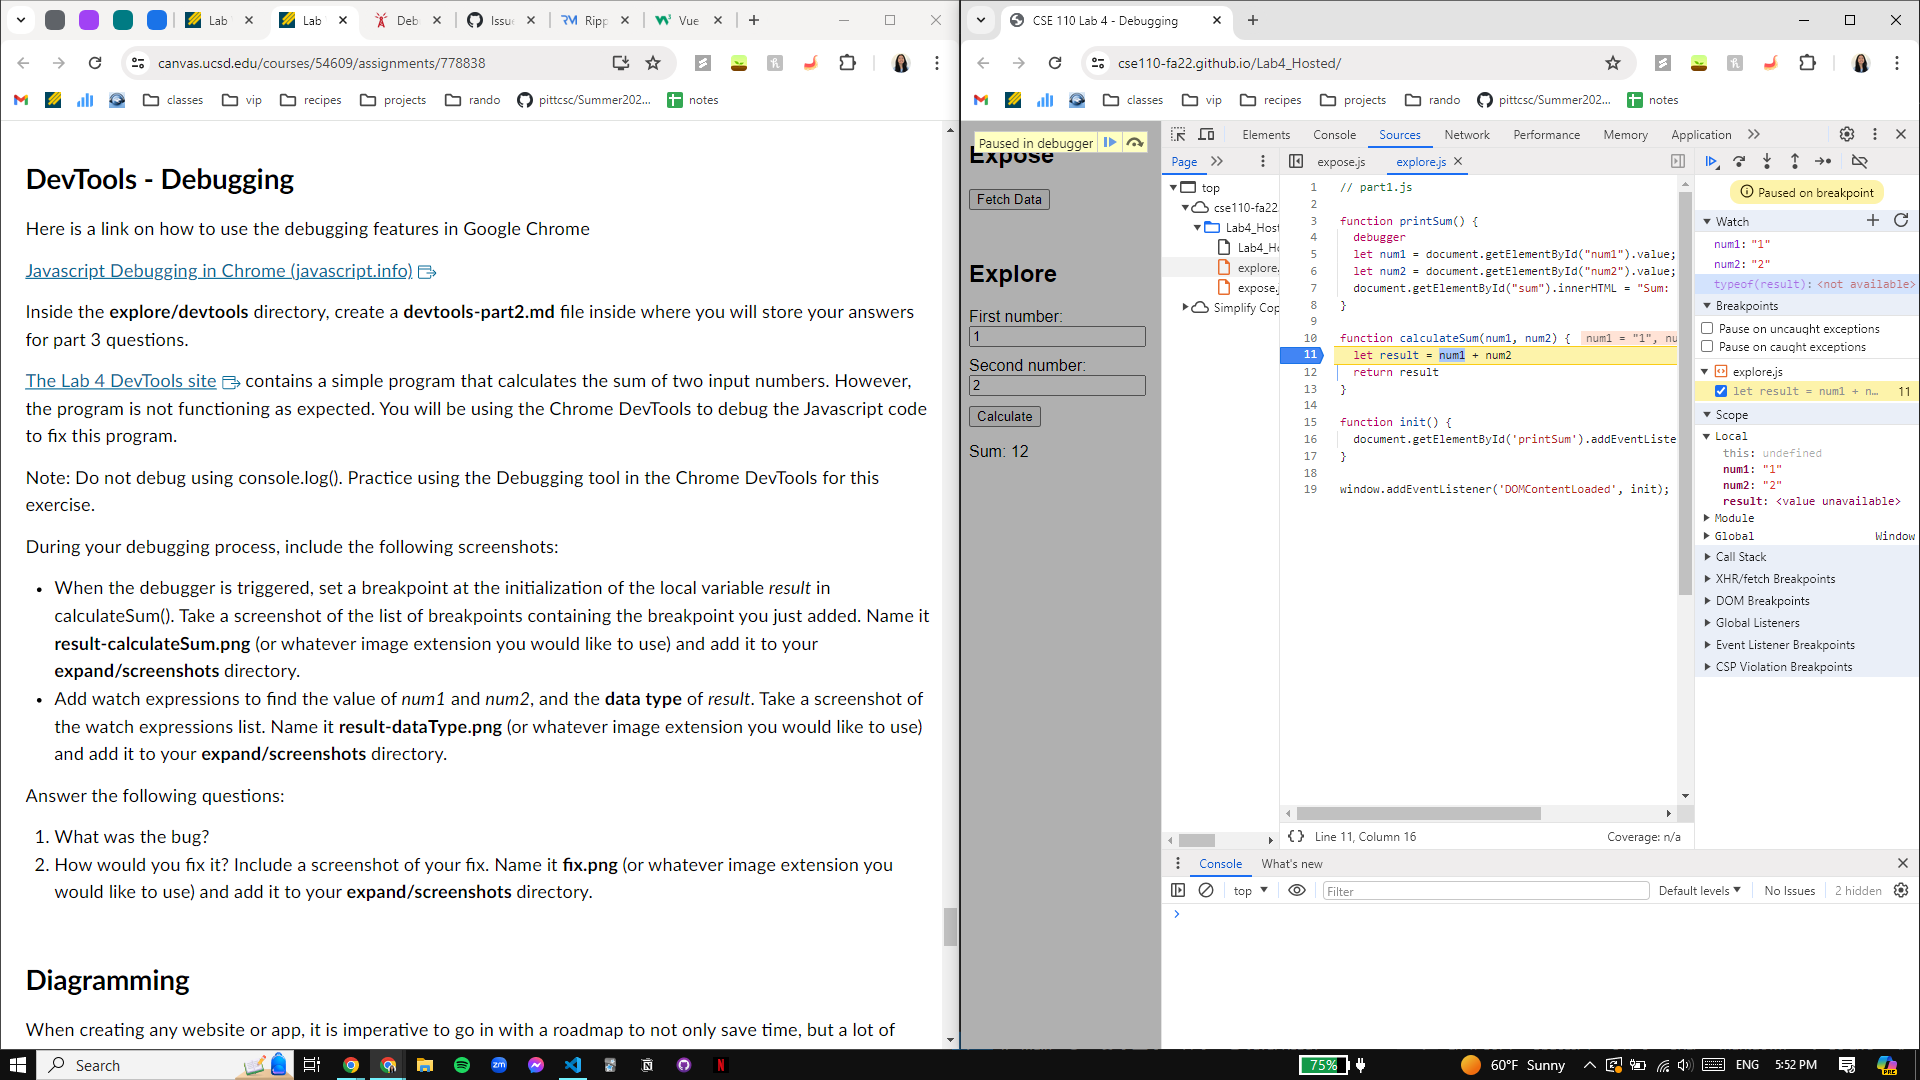 Lab
Lab
Deb
Issue
Ripp
Vue
canvas.ucsd.edu/courses/54609/assignments/778838
classes
vip
recipes
projects
rando
pittcsc/Summer202...
notes
DevTools - Debugging
Here is a link on how to use the debugging features in Google Chrome
Javascript Debugging in Chrome (javascript.info)
Inside the explore/devtools directory, create a devtools-part2.md file inside where you will store your answers
for part 3 questions.
The Lab 4 DevTools site contains a simple program that calculates the sum of two input numbers. However,
the program is not functioning as expected. You will be using the Chrome DevTools to debug the Javascript code
to fix this program.
Note: Do not debug using console.log(). Practice using the Debugging tool in the Chrome DevTools for this
exercise.
During your debugging process, include the following screenshots:
• When the debugger is triggered, set a breakpoint at the initialization of the local variable result in
calculateSum(). Take a screenshot of the list of breakpoints containing the breakpoint you just added. Name it
result-calculateSum.png (or whatever image extension you would like to use) and add it to your
expand/screenshots directory.
• Add watch expressions to find the value of num1 and num2, and the data type of result. Take a screenshot of
the watch expressions list. Name it result-dataType.png (or whatever image extension you would like to use)
and add it to your expand/screenshots directory.
Answer the following questions:
1. What was the bug?
2. How would you fix it? Include a screenshot of your fix. Name it fix.png (or whatever image extension you
would like to use) and add it to your expand/screenshots directory.
Diagramming
When creating any website or app, it is imperative to go in with a roadmap to not only save time, but a lot of
CSE 110 Lab 4 - Debugging
cse110-fa22.github.io/Lab4_Hosted/
classes
vip
recipes
projects
rando
pittcsc/Summer202...
notes
Paused in debugger
Expose
Fetch Data
Explore
First number:
1
Second number:
2
Calculate
Sum: 12
Elements
Console
Sources
Network
Performance
Memory
Application
Page
top
cse110-fa22
Lab4_Host
Lab4_Ho
explore.
expose.j
Simplify Cop
expose.js
explore.js
1 // part1.js
2
3 function printSum() {
4 debugger
5 let num1 = document.getElementById("num1").value;
6 let num2 = document.getElementById("num2").value;
7 document.getElementById("sum").innerHTML = "Sum:
8 }
9
10 function calculateSum(num1, num2) { num1 = "1", nu
11 let result = num1 + num2
12 return result
13 }
14
15 function init() {
16 document.getElementById('printSum').addEventListe
17 }
18
19 window.addEventListener('DOMContentLoaded', init);
Line 11, Column 16
Coverage: n/a
Paused on breakpoint
Watch
num1: "1"
num2: "2"
typeof(result): <not available>
Breakpoints
Pause on uncaught exceptions
Pause on caught exceptions
explore.js
let result = num1 + n… 11
Scope
Local
this: undefined
num1: "1"
num2: "2"
result: <value unavailable>
Module
Global Window
Call Stack
XHR/fetch Breakpoints
DOM Breakpoints
Global Listeners
Event Listener Breakpoints
CSP Violation Breakpoints
Console
What's new
top
Filter
Default levels
No Issues
2 hidden
Search
75%
60°F Sunny
ENG
5:52 PM